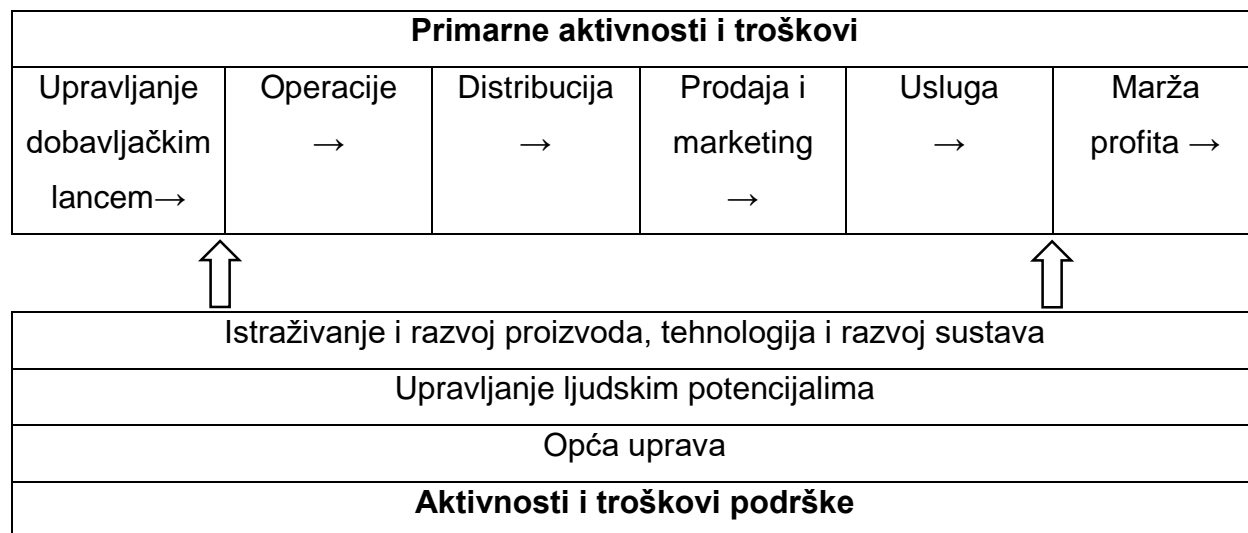 Primarne aktivnosti i troškovi
Upravljanje
dobavljačkim
lancem→
Operacije
→
Distribucija
→
Prodaja i
marketing
→
Usluga
→
Marža
profita →
Istraživanje i razvoj proizvoda, tehnologija i razvoj sustava
Upravljanje ljudskim potencijalima
Opća uprava
Aktivnosti i troškovi podrške